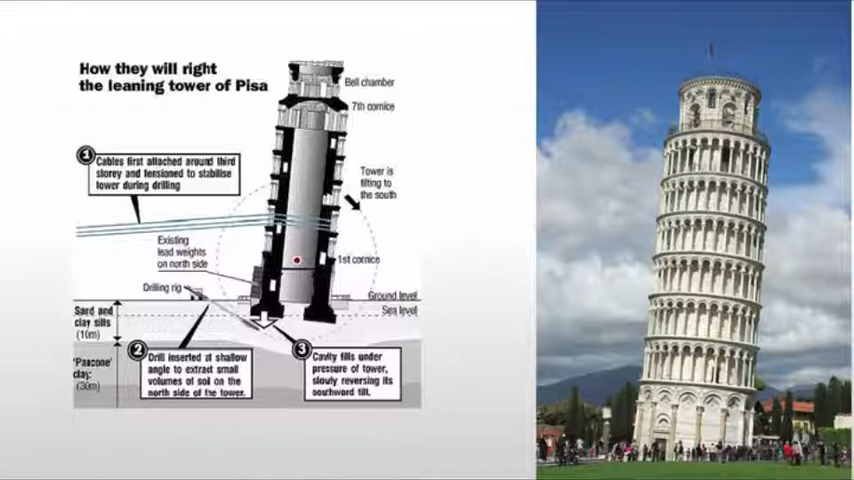 How they will right
the leaning tower of Pisa
Bell chamber
7th cornice
1
Cables first attached around third
storey and tensioned to stabilise
tower during drilling
Tower is
tilting to
the south
Existing
lead weights
on north side
1st cornice
Drilling rig
Ground level
Sea level
Sand and
clay silts
(10m)
2
Drill inserted at shallow
angle to extract small
volumes of soil on the
north side of the tower.
3
Cavity fills under
pressure of tower,
slowly reversing its
southward tilt.
'Pancone'
clay:
(30m)